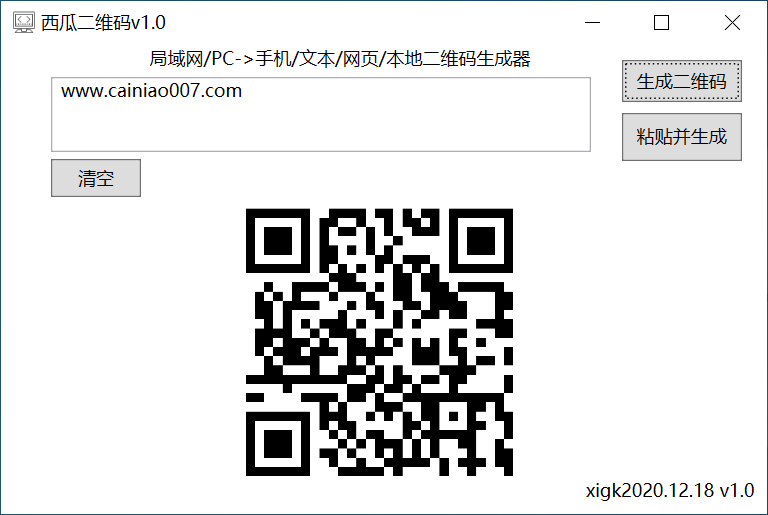 西瓜二维码v1.0
局域网/PC->手机/文本/网页/本地二维码生成器
www.cainiao007.com
生成二维码
粘贴并生成
清空
xigk2020.12.18 v1.0